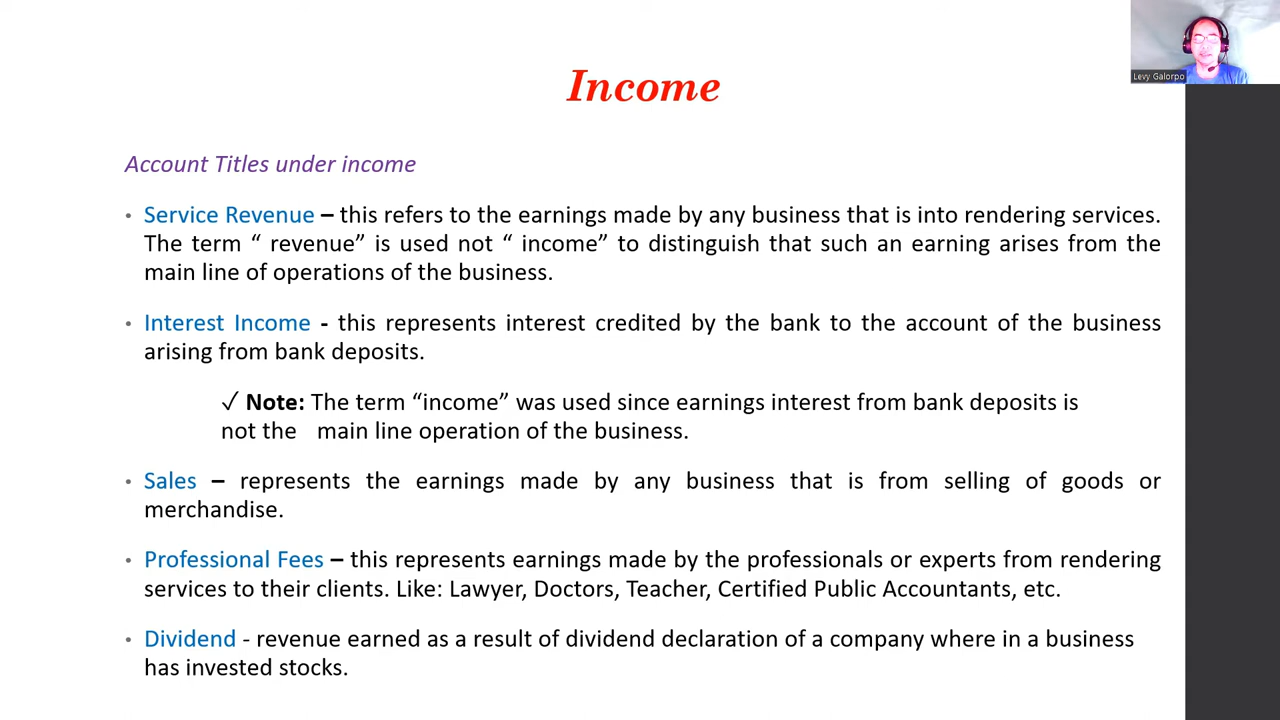 Levy Galorpo
Income
Account Titles under income
• Service Revenue – this refers to the earnings made by any business that is into rendering services.
The term “ revenue” is used not “ income” to distinguish that such an earning arises from the
main line of operations of the business.
• Interest Income - this represents interest credited by the bank to the account of the business
arising from bank deposits.
✓ Note: The term “income” was used since earnings interest from bank deposits is
not the main line operation of the business.
• Sales – represents the earnings made by any business that is from selling of goods or
merchandise.
• Professional Fees – this represents earnings made by the professionals or experts from rendering
services to their clients. Like: Lawyer, Doctors, Teacher, Certified Public Accountants, etc.
• Dividend - revenue earned as a result of dividend declaration of a company where in a business
has invested stocks.